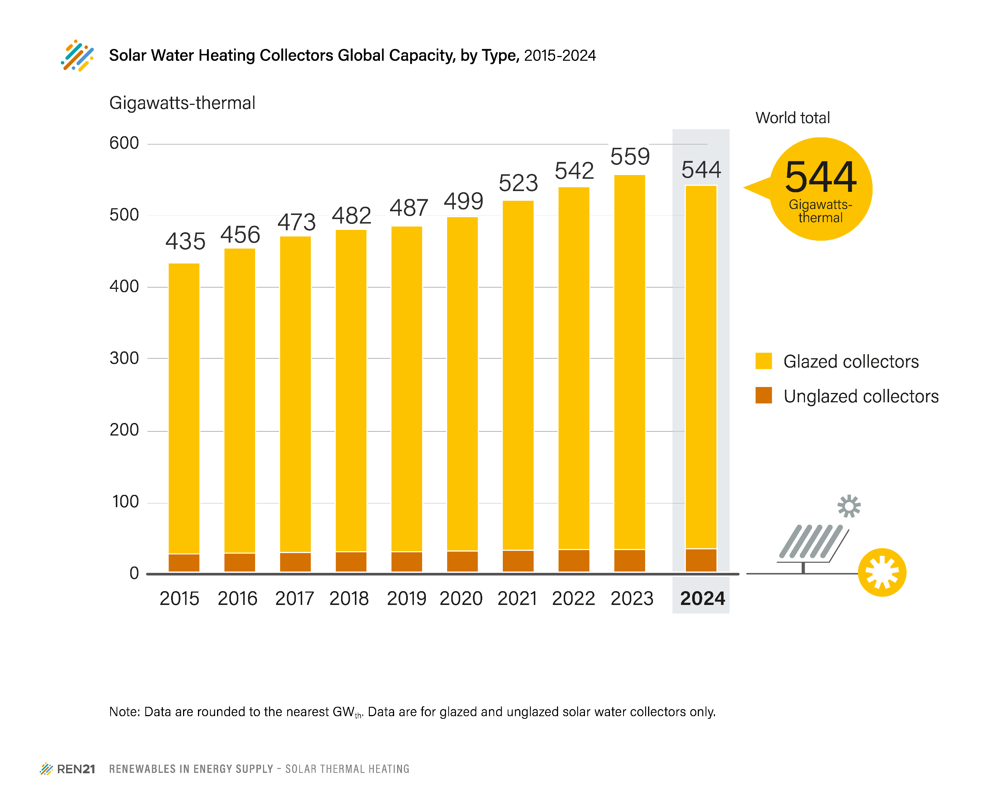 Solar Water Heating Collectors Global Capacity, by Type, 2015-2024
Gigawatts-thermal
World total
544
Gigawatts-
thermal
600
500
400
300
200
100
0
435
456
473
482
487
499
523
542
559
544
Glazed collectors
Unglazed collectors
2015 2016 2017 2018 2019 2020 2021 2022 2023 2024
Note: Data are rounded to the nearest GWth. Data are for glazed and unglazed solar water collectors only.
REN21 RENEWABLES IN ENERGY SUPPLY – SOLAR THERMAL HEATING